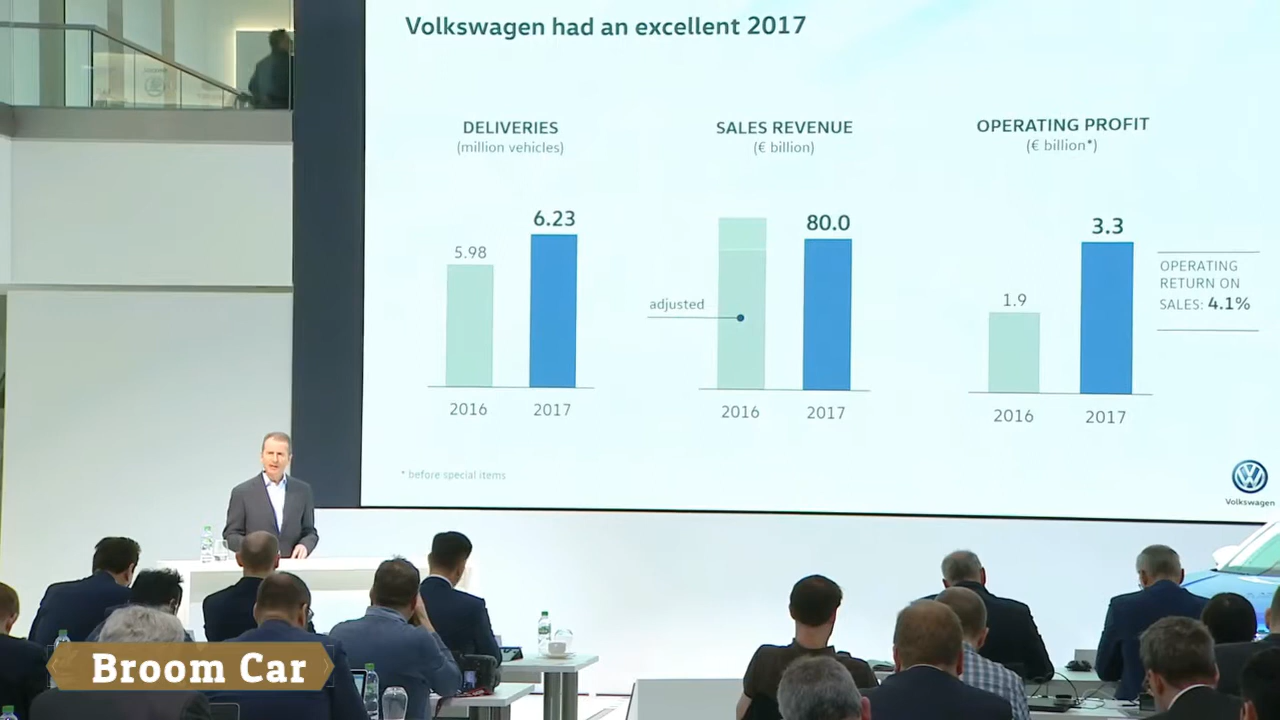 Volkswagen had an excellent 2017
DELIVERIES
(million vehicles)
5.98
6.23
2016
2017
SALES REVENUE
(€ billion)
80.0
adjusted
2016
2017
OPERATING PROFIT
(€ billion*)
1.9
3.3
2016
2017
OPERATING
RETURN ON
SALES: 4.1%
* before special items
Volkswagen
Broom Car